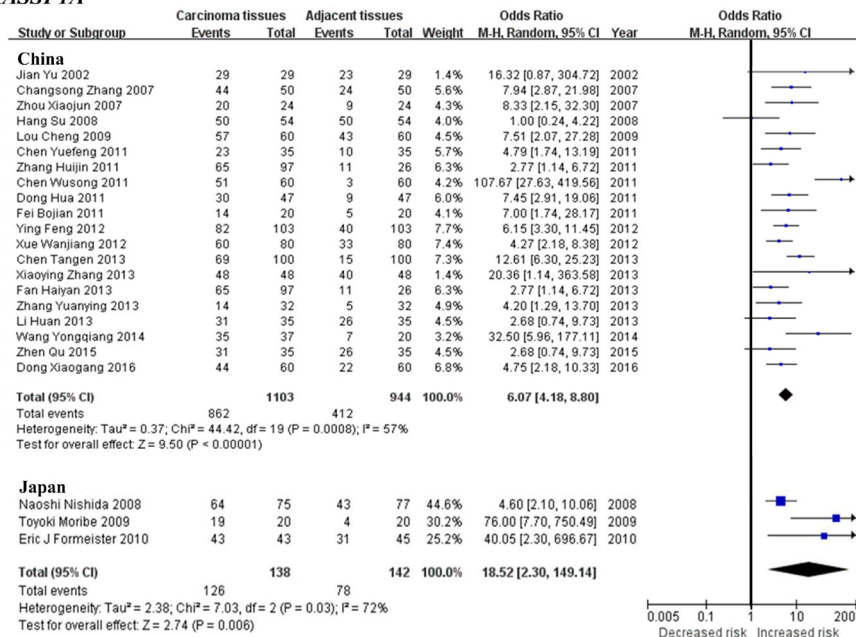 Carcinoma tissues Adjacent tissues Odds Ratio Odds Ratio
Study or Subgroup Events Total Events Total Weight M-H, Random, 95% CI Year M-H, Random, 95% CI
China
Jian Yu 2002 29 29 23 29 1.4% 16.32 [0.87, 304.72] 2002
Changsong Zhang 2007 44 50 24 50 5.6% 7.94 [2.87, 21.98] 2007
Zhou Xiaojun 2007 20 24 9 24 4.0% 8.33 [2.15, 32.30] 2007
Hang Su 2008 50 54 50 54 3.8% 1.00 [0.24, 4.22] 2008
Lou Cheng 2009 57 60 43 60 4.2% 7.51 [2.07, 27.28] 2009
Chen Yuefeng 2011 23 35 10 35 5.6% 4.79 [1.74, 13.19] 2011
Zhang Huijin 2011 65 97 11 26 6.3% 2.77 [1.14, 6.72] 2011
Chen Wusong 2011 51 60 3 60 4.2% 107.67 [27.63, 419.56] 2011
Dong Hua 2011 30 47 9 47 6.0% 7.45 [2.91, 19.06] 2011
Fei Bojian 2011 14 20 5 20 4.0% 7.00 [1.74, 28.17] 2011
Ying Feng 2012 82 103 40 103 7.8% 6.15 [3.30, 11.45] 2012
Xue Wanjiang 2012 60 80 33 80 7.6% 4.27 [2.18, 8.38] 2012
Chen Tangen 2013 69 100 15 100 7.5% 12.61 [6.30, 25.23] 2013
Xiaoying Zhang 2013 48 48 40 48 1.4% 20.36 [1.14, 363.58] 2013
Fan Haiyan 2013 65 97 11 26 6.3% 2.77 [1.14, 6.72] 2013
Zhang Yuanying 2013 14 32 5 32 4.9% 4.20 [1.29, 13.70] 2013
Li Huan 2013 31 35 26 35 4.5% 2.68 [0.74, 9.73] 2013
Wang Yongqiang 2014 35 37 7 20 3.2% 32.50 [5.96, 177.11] 2014
Zhen Qu 2015 31 35 26 35 4.5% 2.68 [0.74, 9.73] 2015
Dong Xiaogang 2016 44 60 22 60 7.0% 4.75 [2.18, 10.33] 2016
Total (95% CI) 1103 944 100.0% 6.07 [4.18, 8.80]
Total events 862 412
Heterogeneity: Tau² = 0.37; Chi² = 44.42, df = 19 (P = 0.0008); I² = 57%
Test for overall effect: Z = 9.50 (P < 0.00001)
Japan
Naoshi Nishida 2008 64 75 43 77 44.6% 4.60 [2.10, 10.06] 2008
Toyoki Moribe 2009 19 20 4 20 30.2% 76.00 [7.70, 750.49] 2009
Eric J Formeister 2010 43 43 31 45 25.2% 40.05 [2.30, 696.67] 2010
Total (95% CI) 138 142 100.0% 18.52 [2.30, 149.14]
Total events 126 78
Heterogeneity: Tau² = 2.38; Chi² = 7.03, df = 2 (P = 0.03); I² = 72%
Test for overall effect: Z = 2.74 (P = 0.006)
0.005 0.1 1 10 200
Decreased risk Increased risk